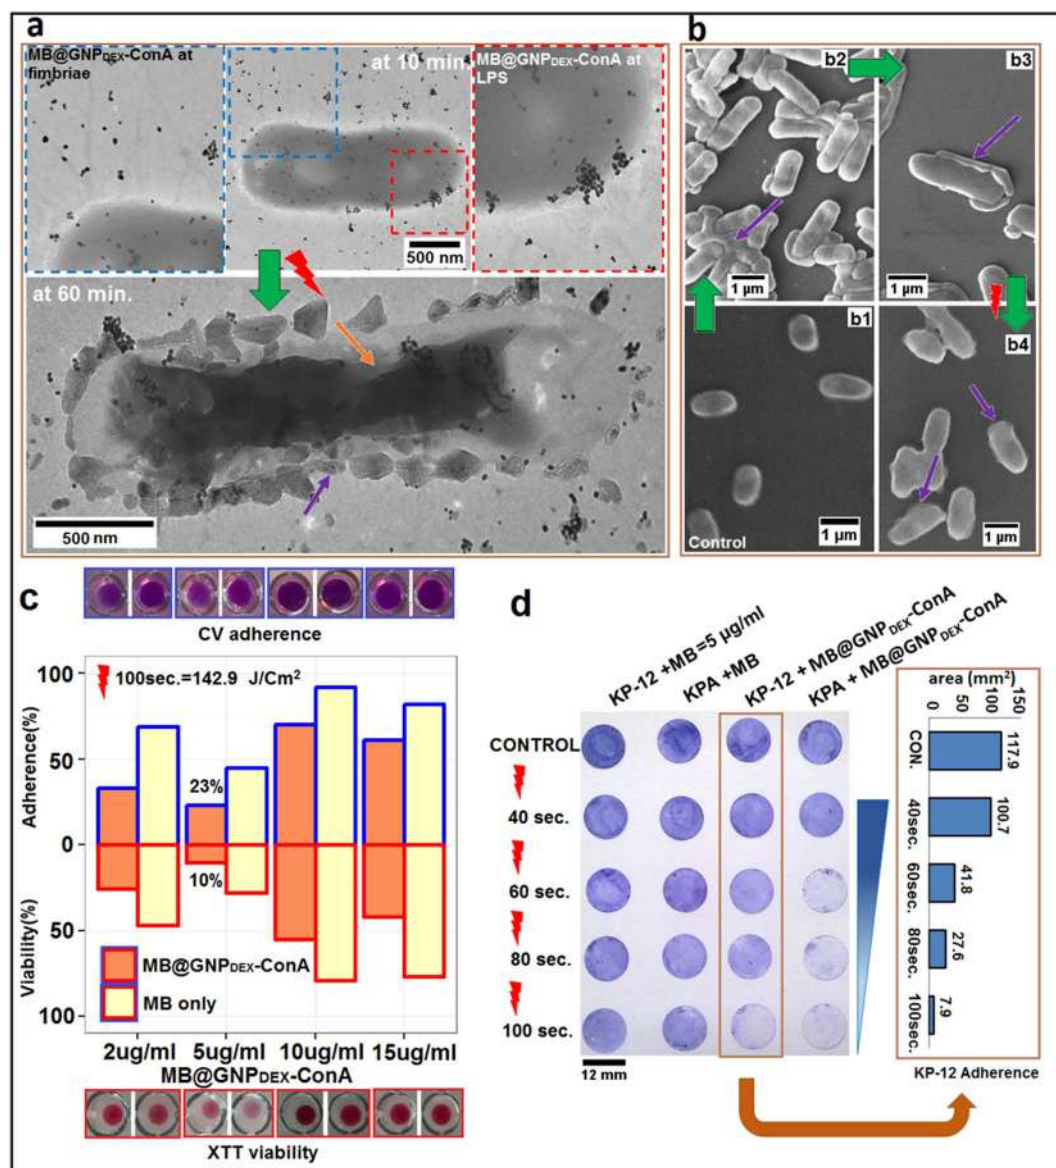 a
MB@GNPDEX-ConA at
fimbriae
at 10 min.
MB@GNPDEX-ConA at
LPS
500 nm
at 60 min.
500 nm
b
b2
b3
1 µm
1 µm
b1
b4
Control
1 µm
1 µm
c
CV adherence
100sec.=142.9 J/Cm²
Adherence(%)
100
50
0
Viability(%)
50
100
23%
10%
MB@GNPDEX-ConA
MB only
2ug/ml 5ug/ml 10ug/ml 15ug/ml
MB@GNPDEX-ConA
XTT viability
d
KP-12 +MB=5 µg/ml
KPA +MB
KP-12 + MB@GNPDEX-ConA
KPA + MB@GNPDEX-ConA
CONTROL
40 sec.
60 sec.
80 sec.
100 sec.
12 mm
area (mm²)
0 50 100 150
CON. 117.9
40sec. 100.7
60sec. 41.8
80sec. 27.6
100sec. 7.9
KP-12 Adherence